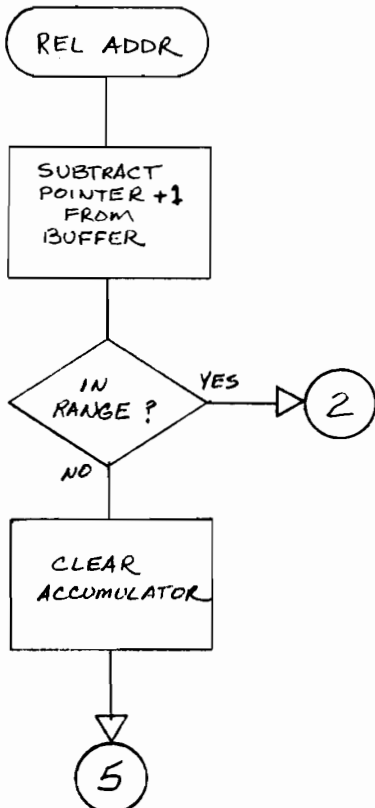 REL ADDR
SUBTRACT
POINTER +1
FROM
BUFFER
IN
RANGE?
YES
2
NO
CLEAR
ACCUMULATOR
5